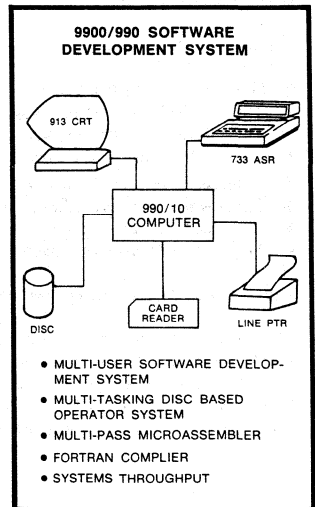 9900/990 SOFTWARE
DEVELOPMENT SYSTEM
913 CRT
733 ASR
990/10
COMPUTER
DISC
CARD
READER
LINE PTR
• MULTI-USER SOFTWARE DEVELOP-
MENT SYSTEM
• MULTI-TASKING DISC BASED
OPERATOR SYSTEM
• MULTI-PASS MICROASSEMBLER
• FORTRAN COMPLIER
• SYSTEMS THROUGHPUT